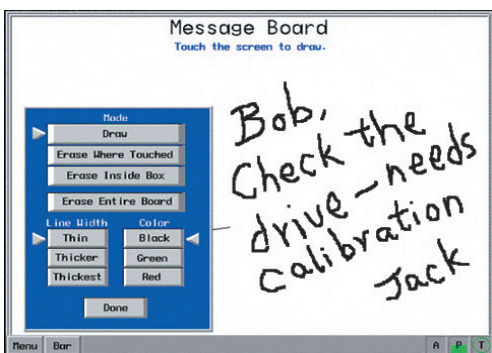 Message Board
Touch the screen to draw.
Mode
Draw
Erase Where Touched
Erase Inside Box
Erase Entire Board
Line Width Color
Thin Black
Thicker Green
Thickest Red
Done
Bob,
Check the
drive - needs
calibration
Jack
Menu Bar A P T